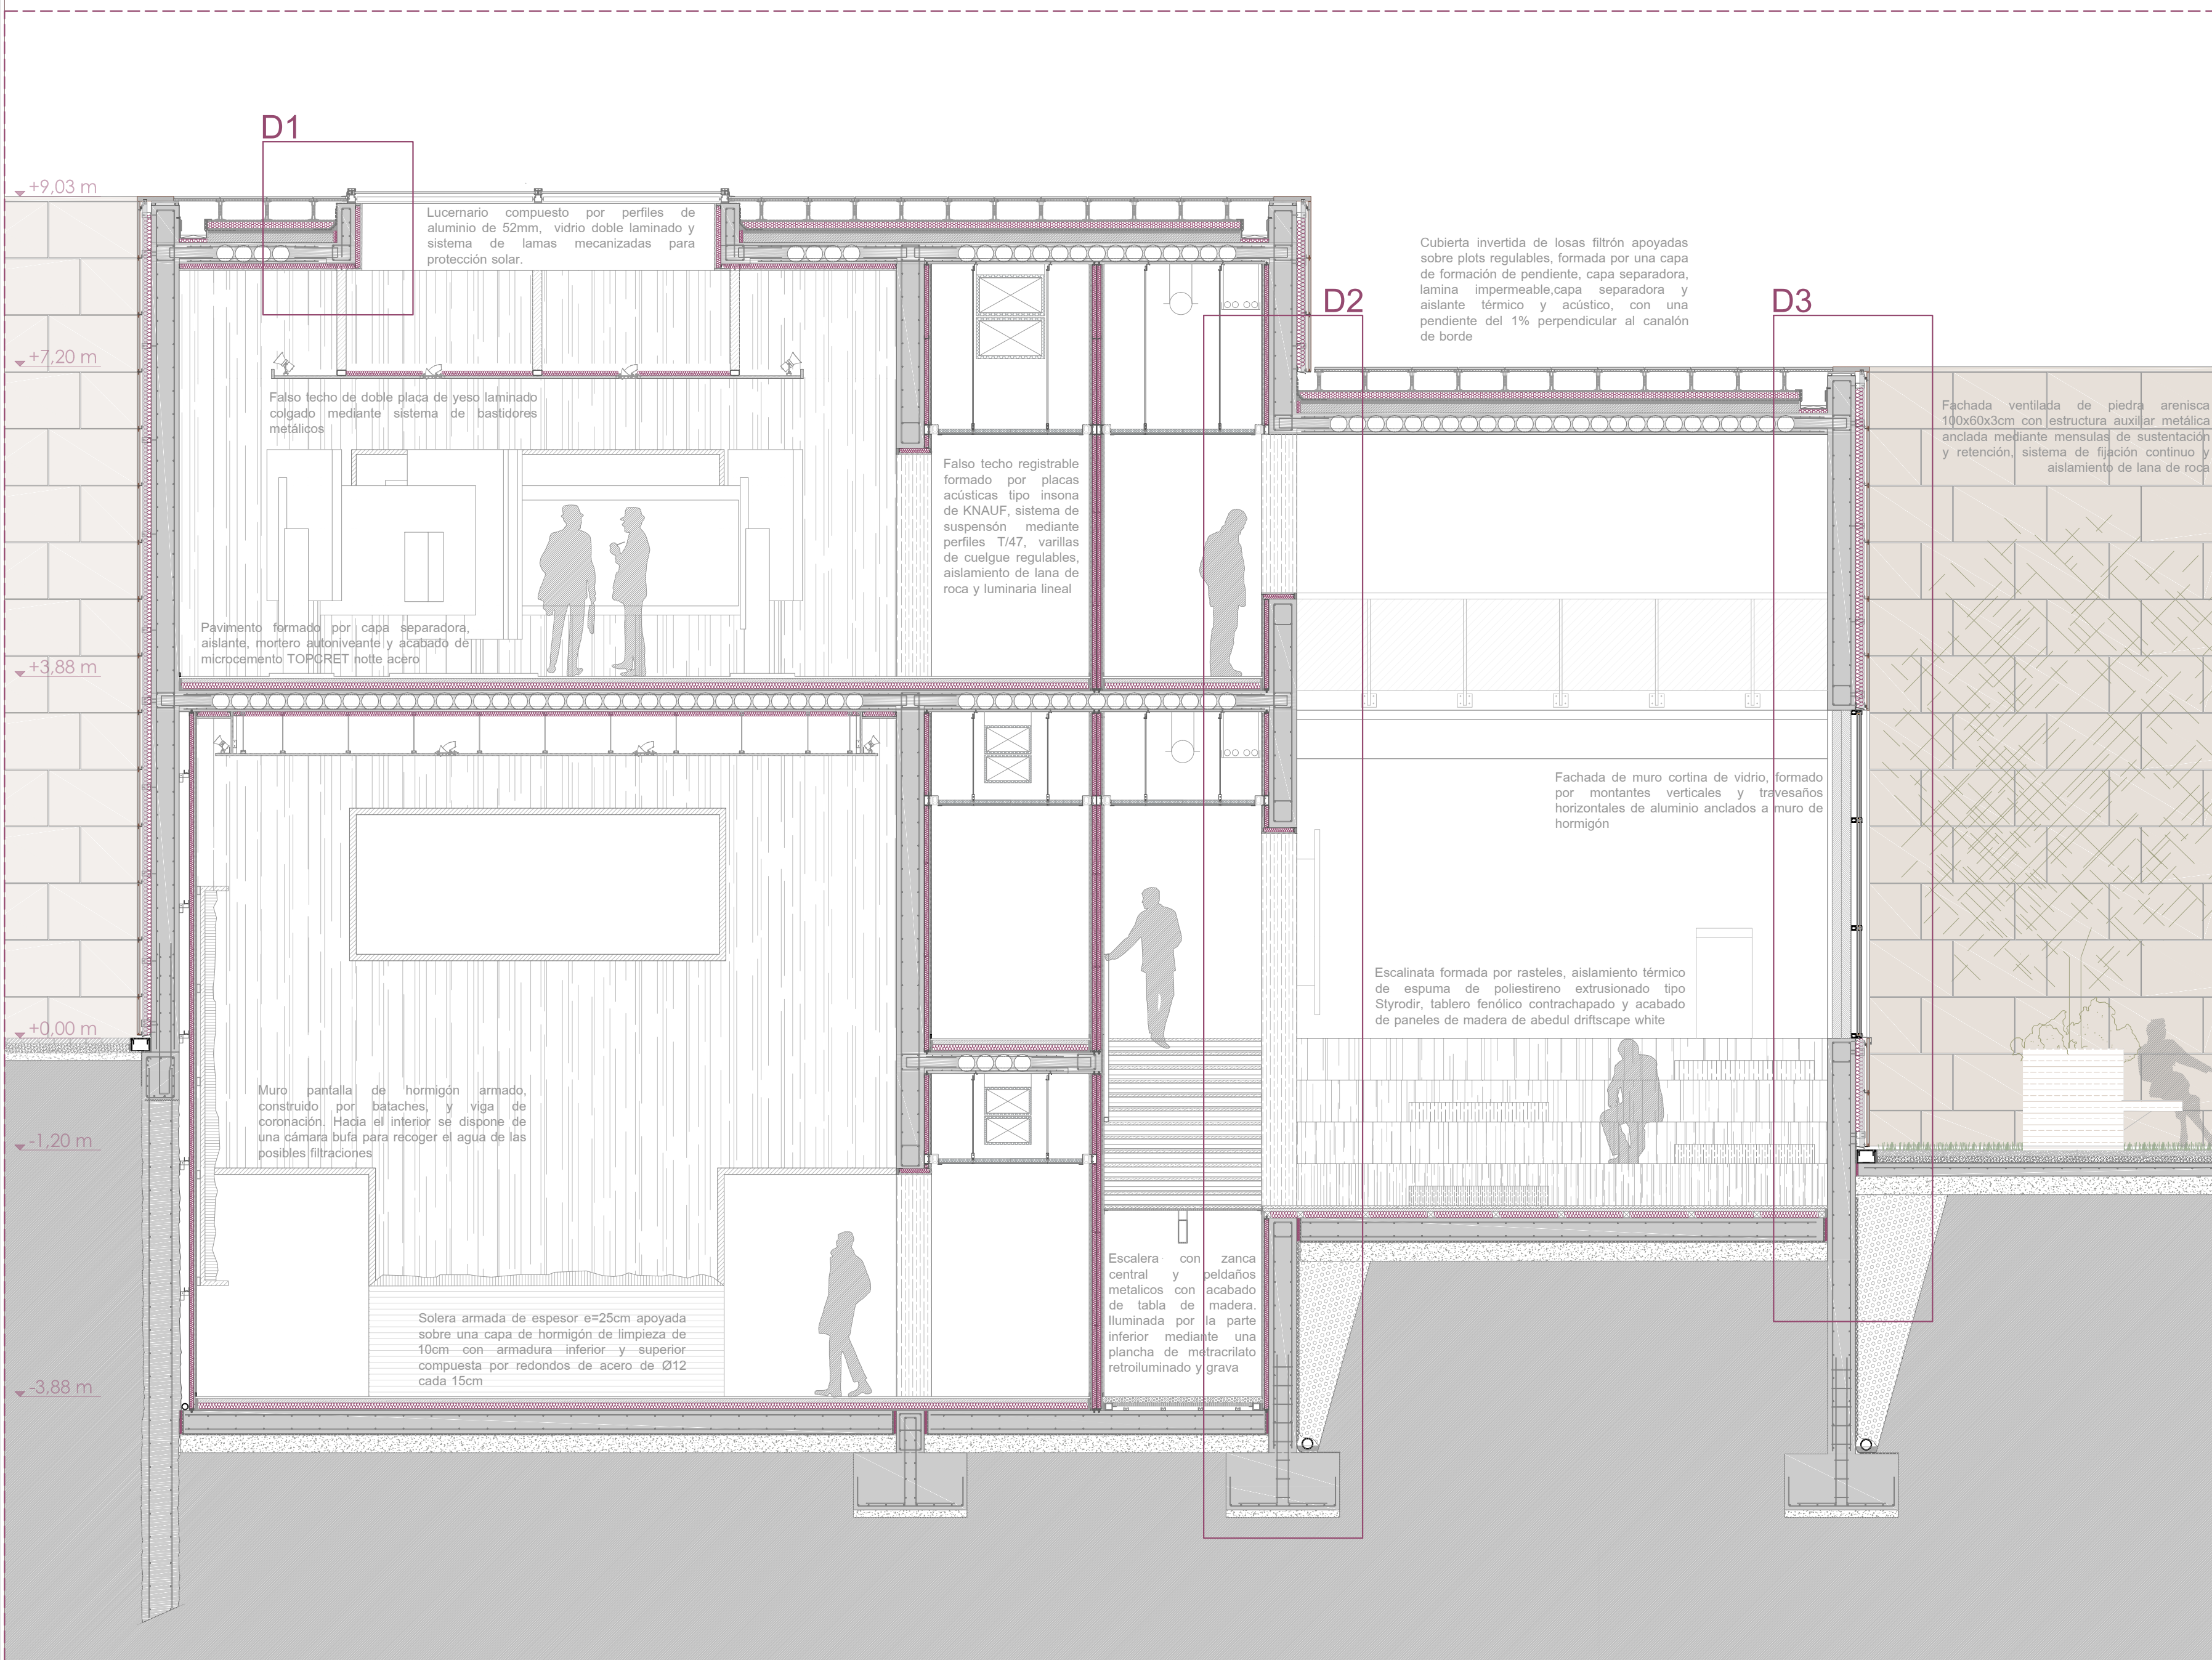 D1
+9,03 m
Lucernario compuesto por perfiles de
aluminio de 52mm, vidrio doble laminado y
sistema de lamas mecanizadas para
protección solar.
Cubierta invertida de losas filtrón apoyadas
sobre plots regulables, formada por una capa
de formación de pendiente, capa separadora,
lamina impermeable,capa separadora y
aislante térmico y acústico, con una
pendiente del 1% perpendicular al canalón
de borde
D2
D3
+7,20 m
Falso techo de doble placa de yeso laminado
colgado mediante sistema de bastidores
metálicos
Fachada ventilada de piedra arenisca
100x60x3cm con estructura auxiliar metálica
anclada mediante mensulas de sustentación
y retención, sistema de fijación continuo y
aislamiento de lana de roca
Falso techo registrable
formado por placas
acústicas tipo insona
de KNAUF, sistema de
suspensón mediante
perfiles T/47, varillas
de cuelgue regulables,
aislamiento de lana de
roca y luminaria lineal
Pavimento formado por capa separadora,
aislante, mortero autoniveante y acabado de
microcemento TOPCRET notte acero
+3,88 m
Fachada de muro cortina de vidrio, formado
por montantes verticales y travesaños
horizontales de aluminio anclados a muro de
hormigón
Escalinata formada por rasteles, aislamiento térmico
de espuma de poliestireno extrusionado tipo
Styrodir, tablero fenólico contrachapado y acabado
de paneles de madera de abedul driftscape white
+0,00 m
Muro pantalla de hormigón armado,
construido por bataches, y viga de
coronación. Hacia el interior se dispone de
una cámara bufa para recoger el agua de las
posibles filtraciones
-1,20 m
Escalera con zanca
central y peldaños
metalicos con acabado
de tabla de madera.
Iluminada por la parte
inferior mediante una
plancha de metracrilato
retroiluminado y grava
Solera armada de espesor e=25cm apoyada
sobre una capa de hormigón de limpieza de
10cm con armadura inferior y superior
compuesta por redondos de acero de Ø12
cada 15cm
-3,88 m